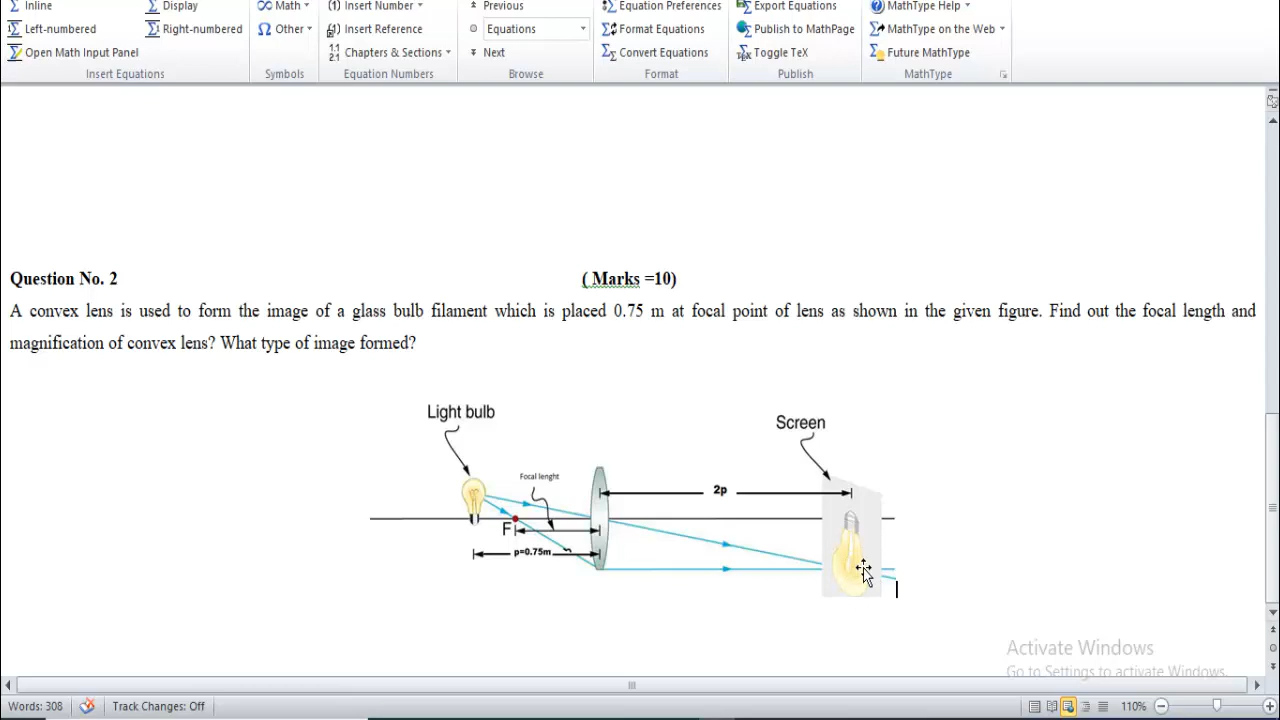 Inline Display Math Insert Number Previous Equation Preferences Export Equations MathType Help
Left-numbered Right-numbered Other Insert Reference Equations Format Equations Publish to MathPage MathType on the Web
Open Math Input Panel Chapters & Sections Next Convert Equations Toggle TeX Future MathType
Insert Equations Symbols Equation Numbers Browse Format Publish MathType
Question No. 2 ( Marks =10)
A convex lens is used to form the image of a glass bulb filament which is placed 0.75 m at focal point of lens as shown in the given figure. Find out the focal length and
magnification of convex lens? What type of image formed?
Light bulb
Screen
Focal lenght
2p
F
p=0.75m
Activate Windows
Go to Settings to activate Windows.
Words: 308 Track Changes: Off 110%